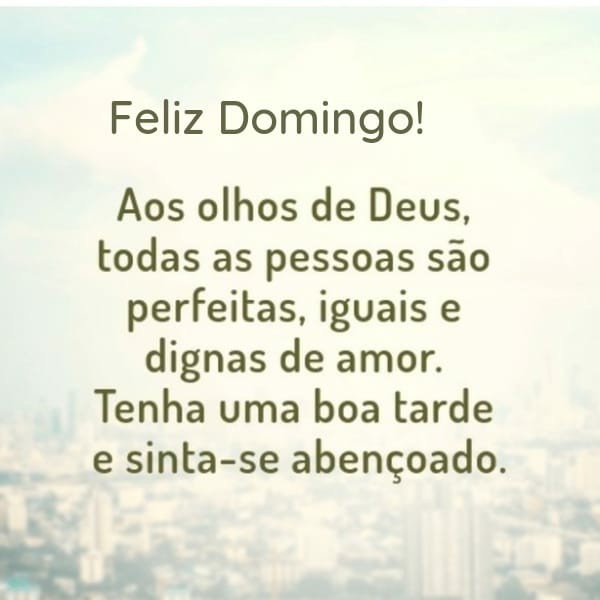 Feliz Domingo!
Aos olhos de Deus,
todas as pessoas são
perfeitas, iguais e
dignas de amor.
Tenha uma boa tarde
e sinta-se abençoado.